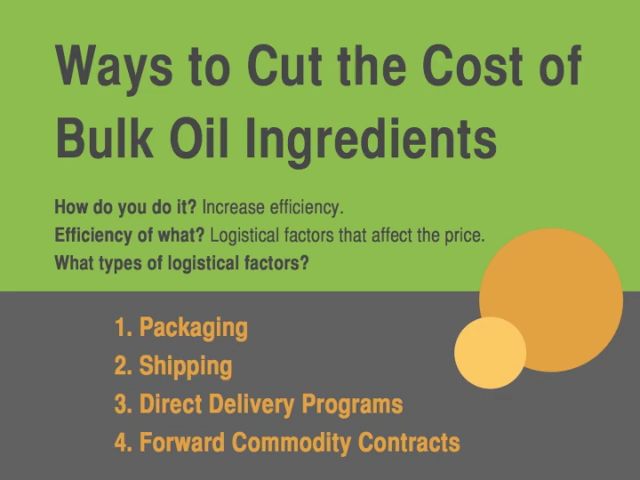 Ways to Cut the Cost of
Bulk Oil Ingredients
How do you do it? Increase efficiency.
Efficiency of what? Logistical factors that affect the price.
What types of logistical factors?
1. Packaging
2. Shipping
3. Direct Delivery Programs
4. Forward Commodity Contracts